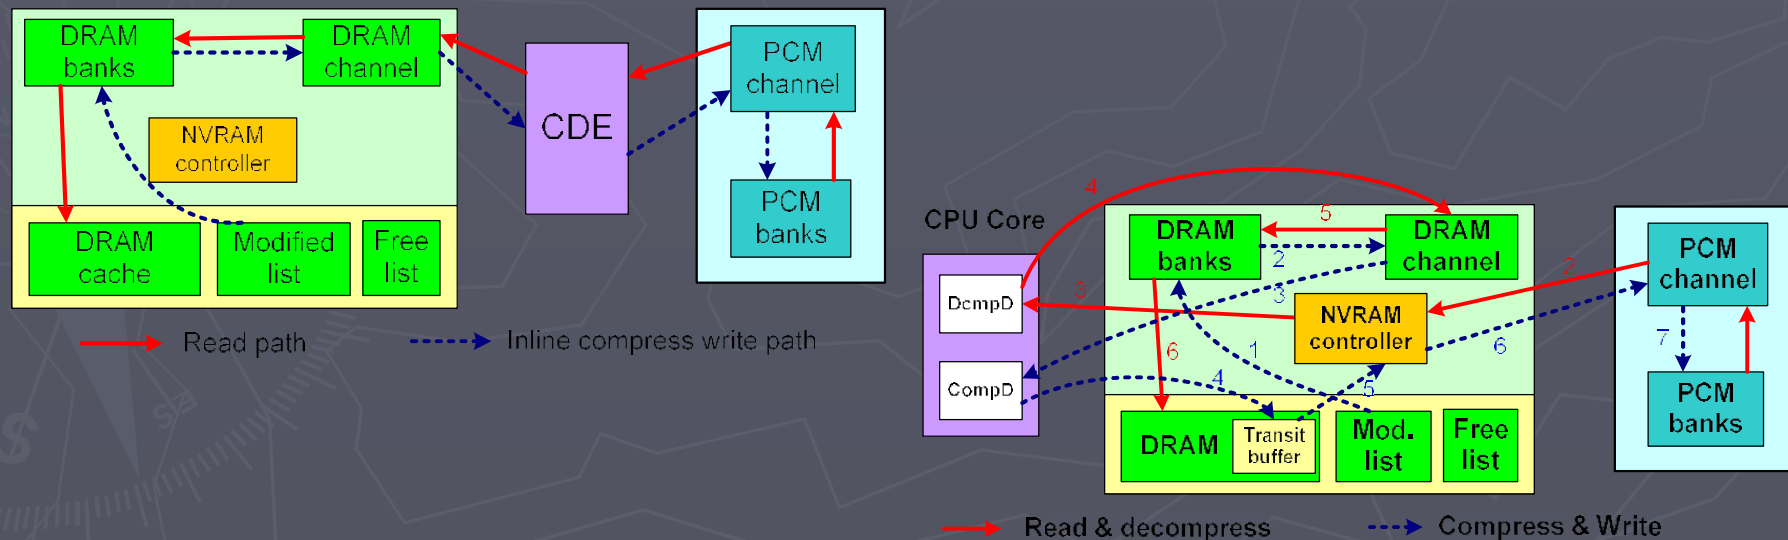 DRAM
banks
DRAM
channel
NVRAM
controller
DRAM
cache
Modified
list
Free
list
CDE
PCM
channel
PCM
banks
Read path
Inline compress write path
CPU Core
DcmpD
CompD
4
5
DRAM
banks
2
DRAM
channel
3
3
NVRAM
controller
2
1
6
4
5
6
DRAM
Transit
buffer
Mod.
list
Free
list
PCM
channel
7
PCM
banks
Read & decompress
Compress & Write
S
SE